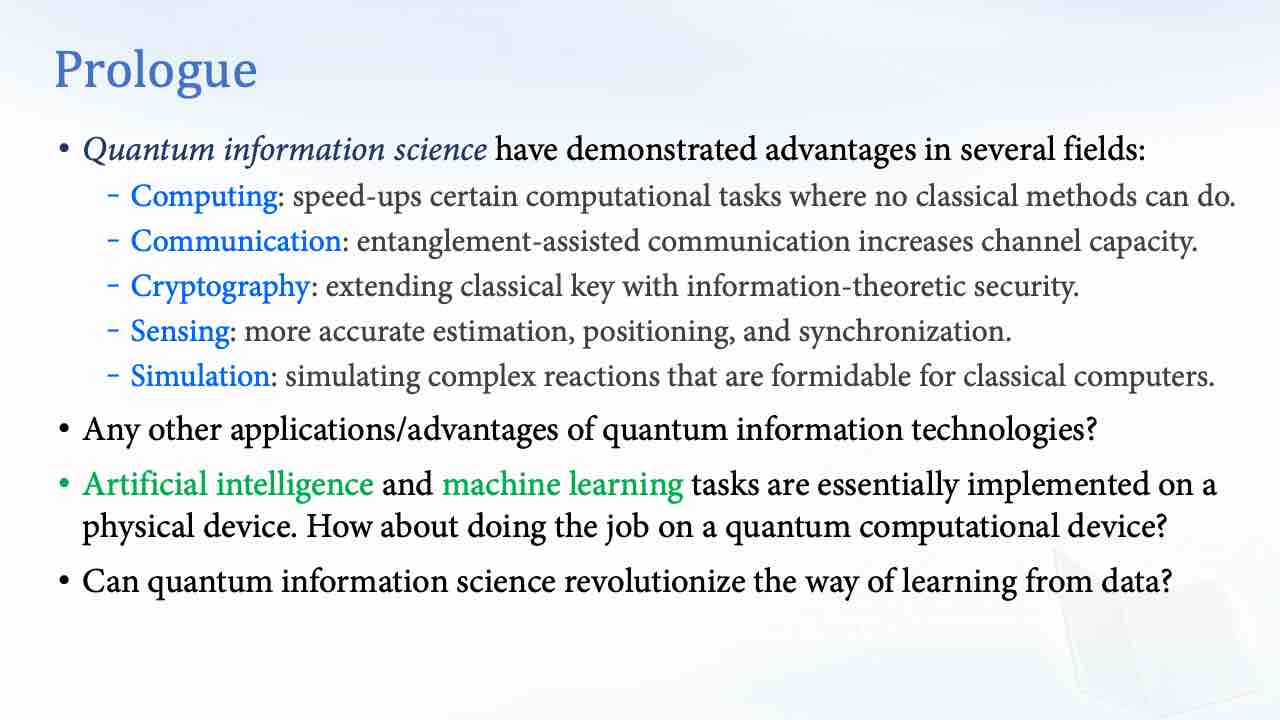 Prologue
• Quantum information science have demonstrated advantages in several fields:
– Computing: speed-ups certain computational tasks where no classical methods can do.
– Communication: entanglement-assisted communication increases channel capacity.
– Cryptography: extending classical key with information-theoretic security.
– Sensing: more accurate estimation, positioning, and synchronization.
– Simulation: simulating complex reactions that are formidable for classical computers.
• Any other applications/advantages of quantum information technologies?
• Artificial intelligence and machine learning tasks are essentially implemented on a
physical device. How about doing the job on a quantum computational device?
• Can quantum information science revolutionize the way of learning from data?